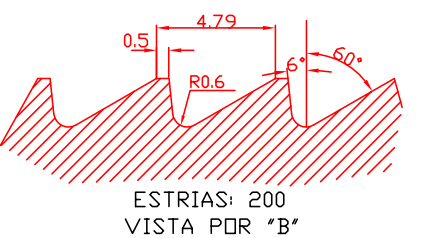 4.79
0.5
6°
60°
R0.6
ESTRIAS: 200
VISTA POR "B"